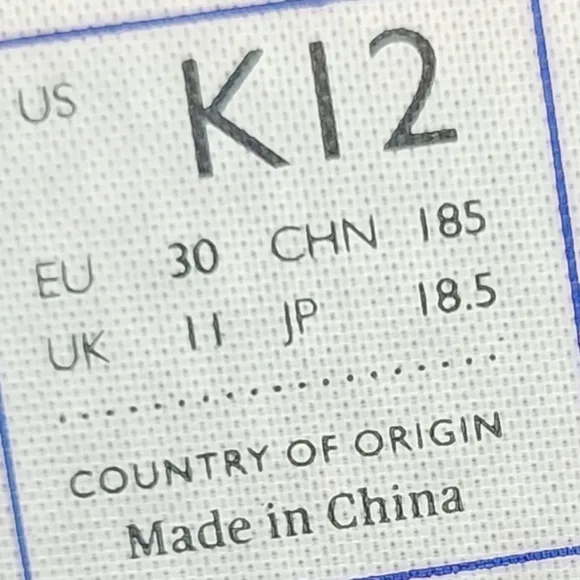 US K12
EU 30 CHN 185
UK 11 JP 18.5
COUNTRY OF ORIGIN
Made in China